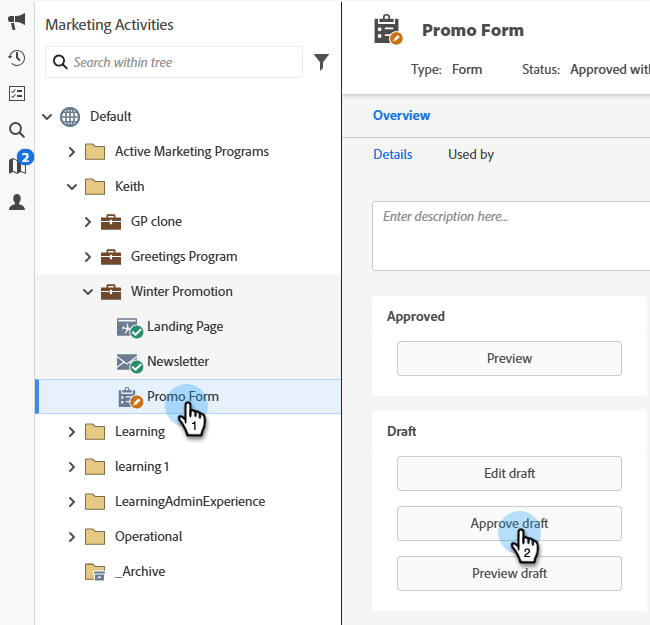 Marketing Activities
Search within tree
2
Default
Active Marketing Programs
Keith
GP clone
Greetings Program
Winter Promotion
Landing Page
Newsletter
Promo Form
1
Learning
learning 1
LearningAdminExperience
Operational
_Archive
Promo Form
Type: Form Status: Approved with
Overview
Details Used by
Enter description here...
Approved
Preview
Draft
Edit draft
Approve draft
2
Preview draft